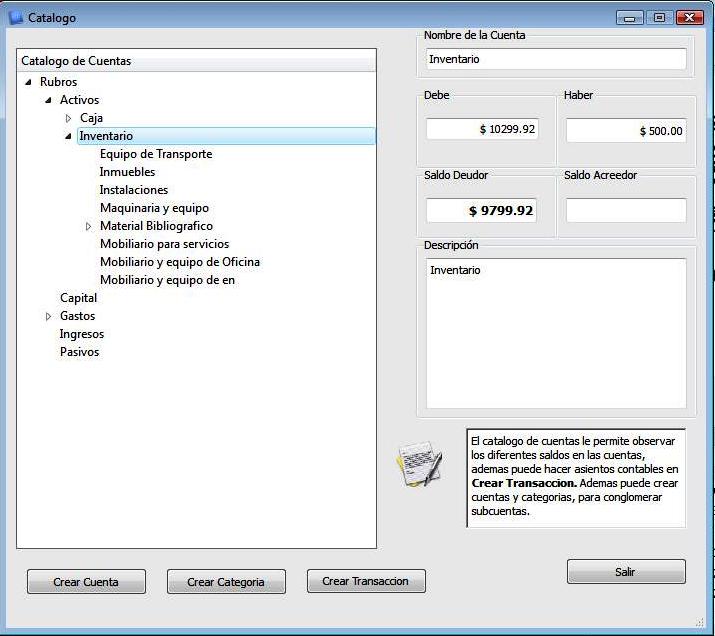 Catalogo
Catalogo de Cuentas
Rubros
Activos
Caja
Inventario
Equipo de Transporte
Inmuebles
Instalaciones
Maquinaria y equipo
Material Bibliografico
Mobiliario para servicios
Mobiliario y equipo de Oficina
Mobiliario y equipo de en
Capital
Gastos
Ingresos
Pasivos
Nombre de la Cuenta
Inventario
Debe
Haber
$ 10299.92
$ 500.00
Saldo Deudor
Saldo Acreedor
$ 9799.92
Descripción
Inventario
El catalogo de cuentas le permite observar
los diferentes saldos en las cuentas,
ademas puede hacer asientos contables en
Crear Transaccion. Ademas puede crear
cuentas y categorias, para conglomerar
subcuentas.
Crear Cuenta
Crear Categoria
Crear Transaccion
Salir